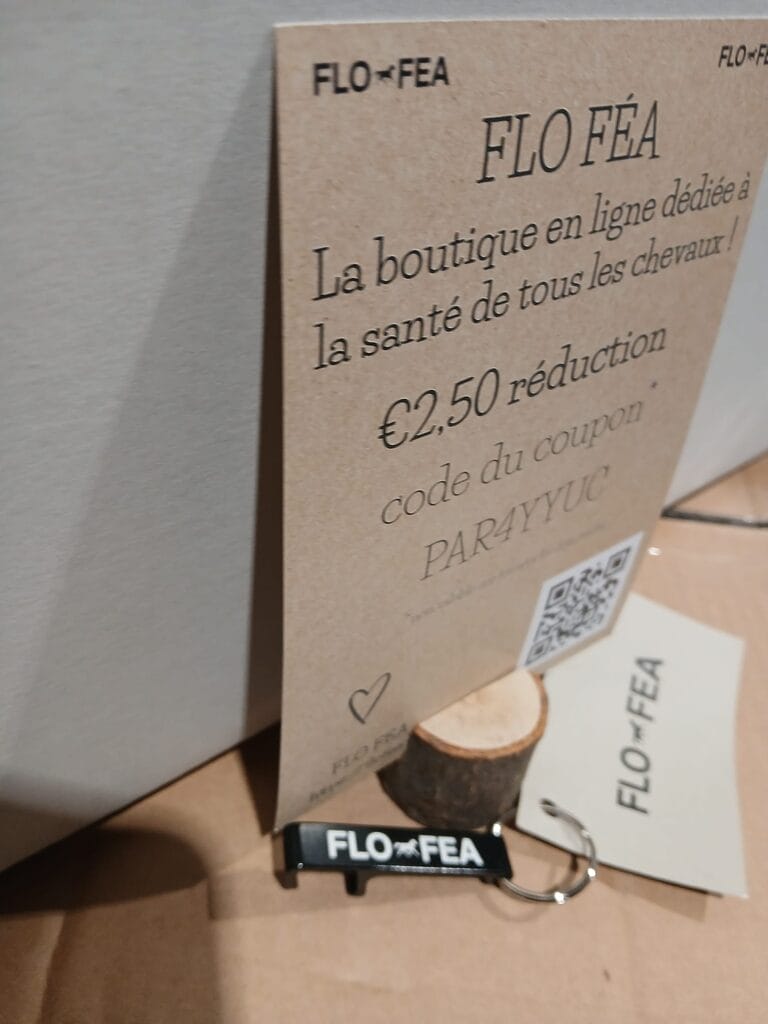 FLO FEA
FLO FE
FLO FÉA
La boutique en ligne dédiée à
la santé de tous les chevaux !
€2,50 réduction
code du coupon *
PAR4YYUC
FLO FEA
FLO FEA
FLO FEA